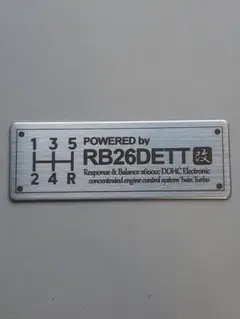 1 3 5
2 4 R
POWERED by
RB26DETT 改
Response & Balance 2600cc DOHC Electronic
concentrated engine control system Twin Turbo